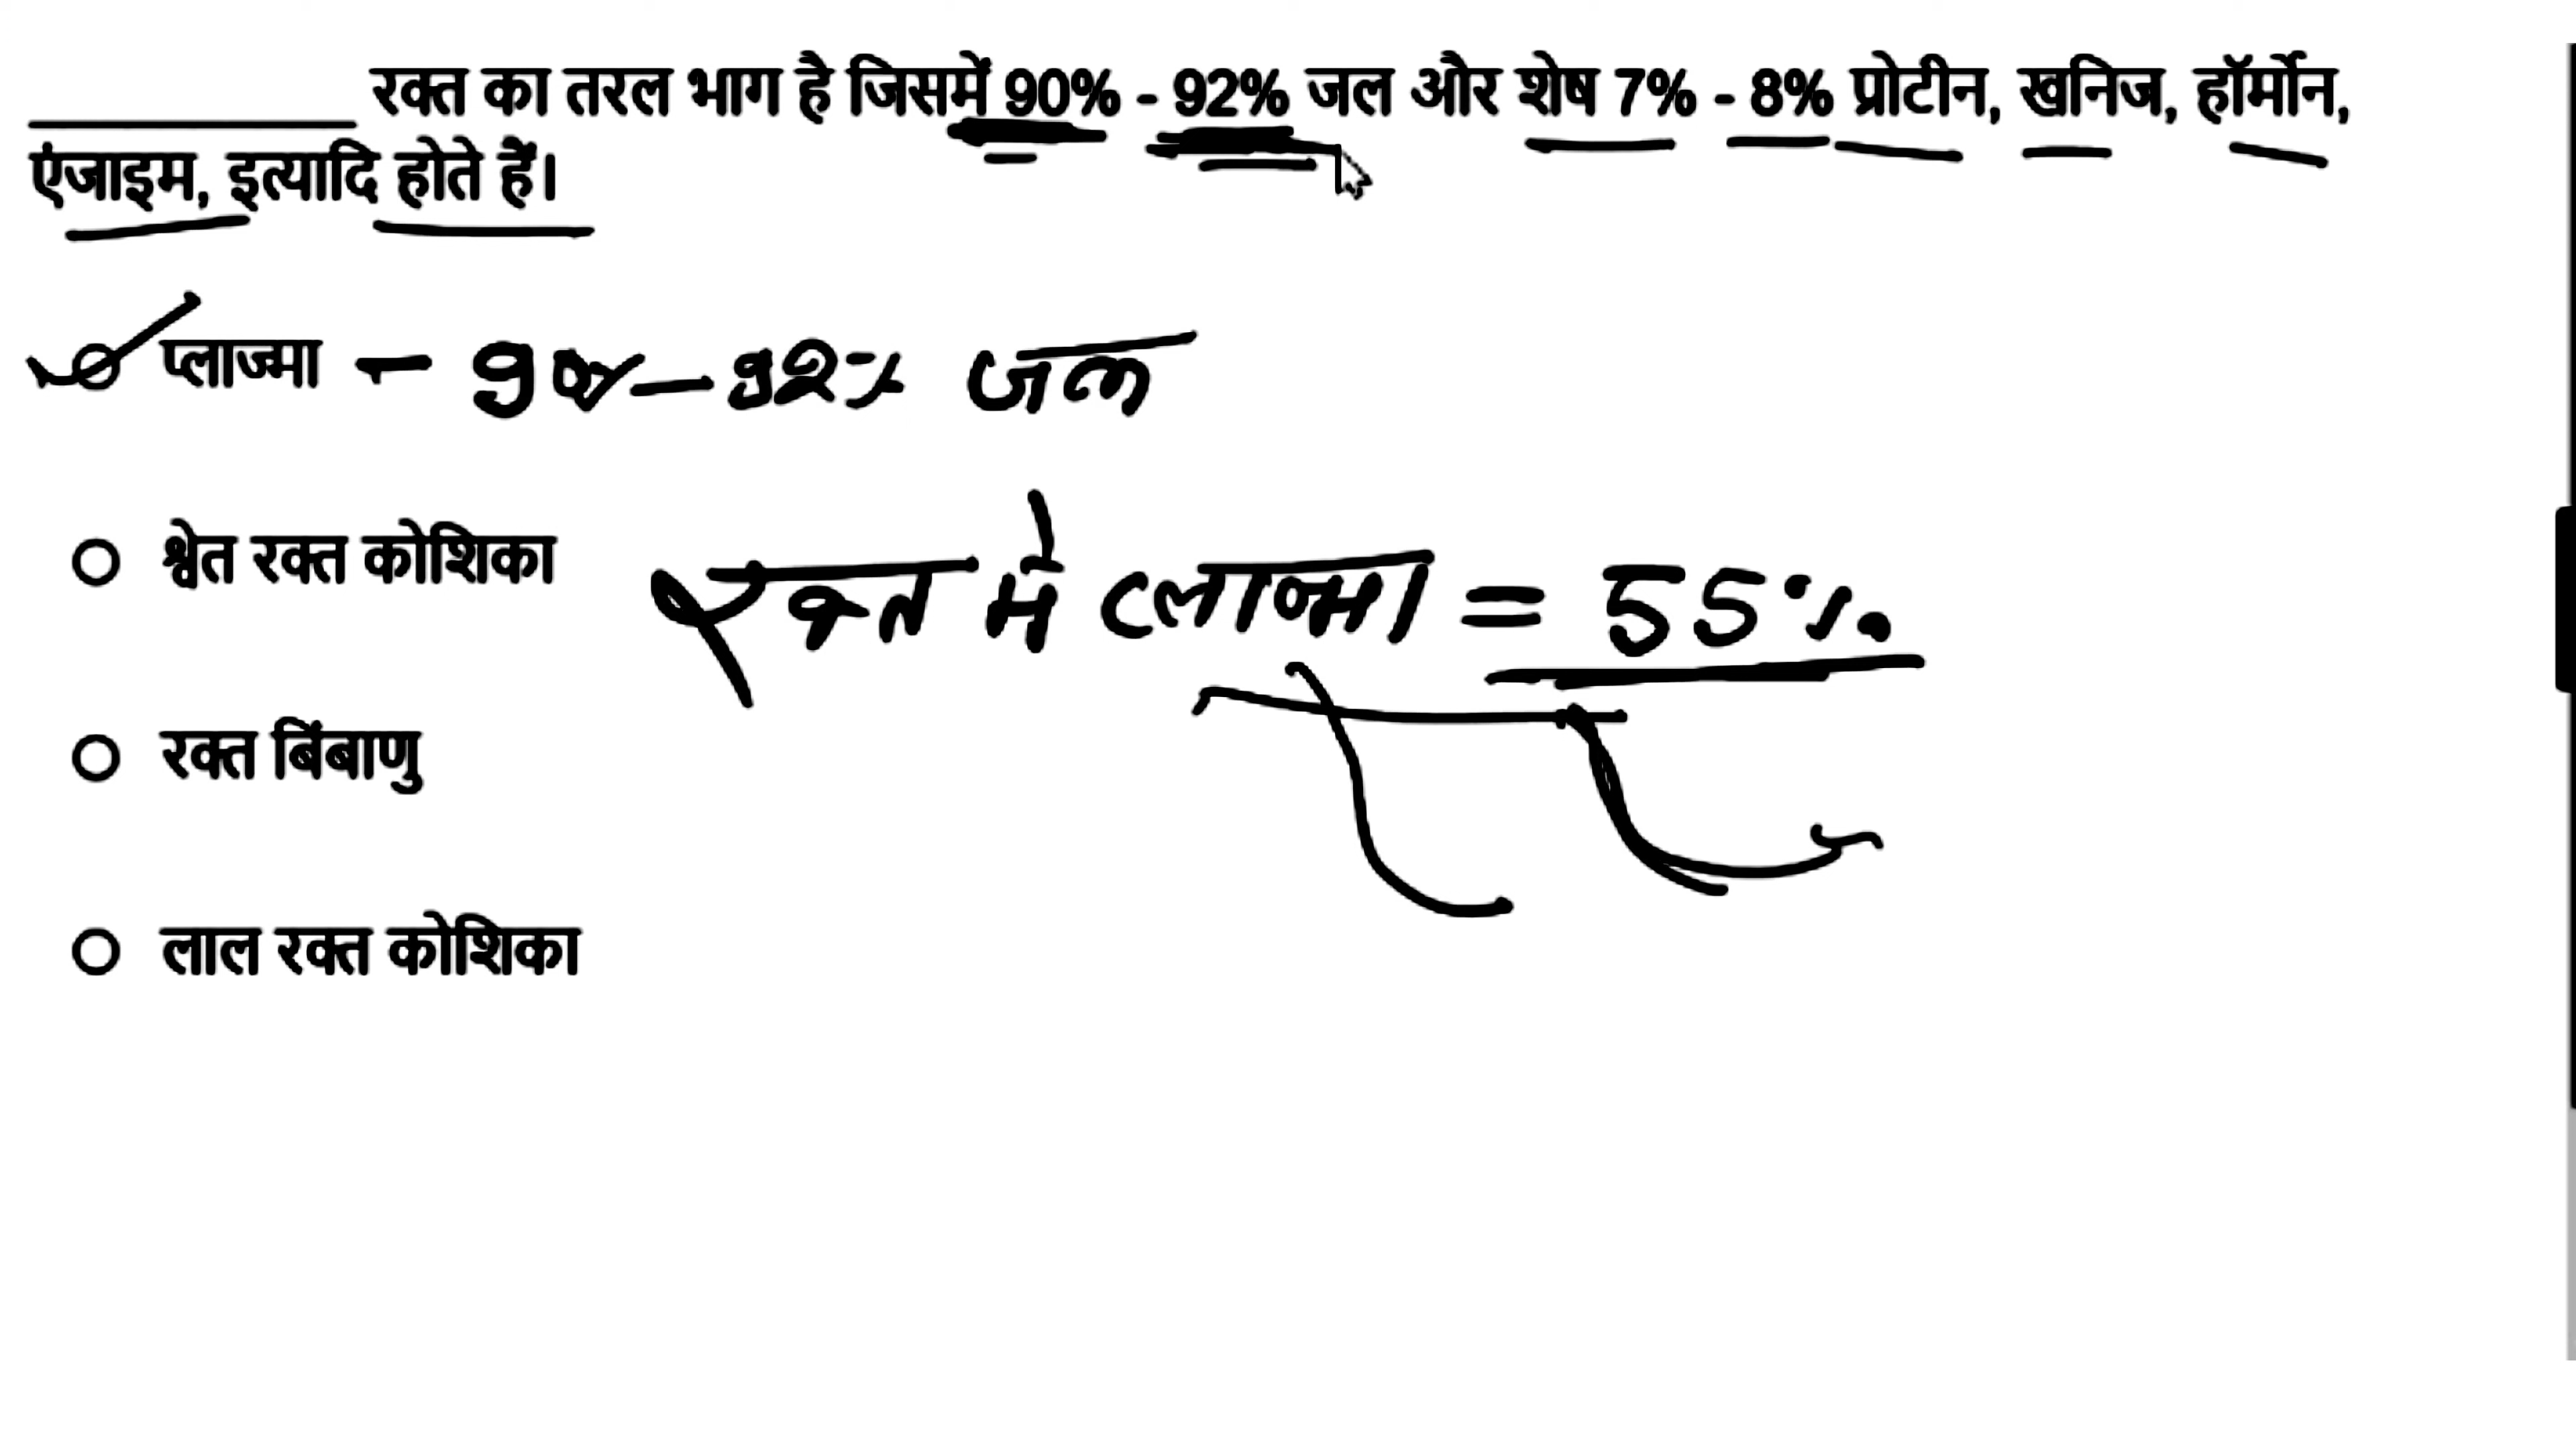 ________ रक्त का तरल भाग है जिसमें 90% - 92% जल और शेष 7% - 8% प्रोटीन, खनिज, हॉर्मोन,
एंजाइम, इत्यादि होते हैं।
प्लाज्मा - 90% - 92% जल
श्वेत रक्त कोशिका
रक्त में प्लाज्मा = 55%.
रक्त बिंबाणु
लाल रक्त कोशिका